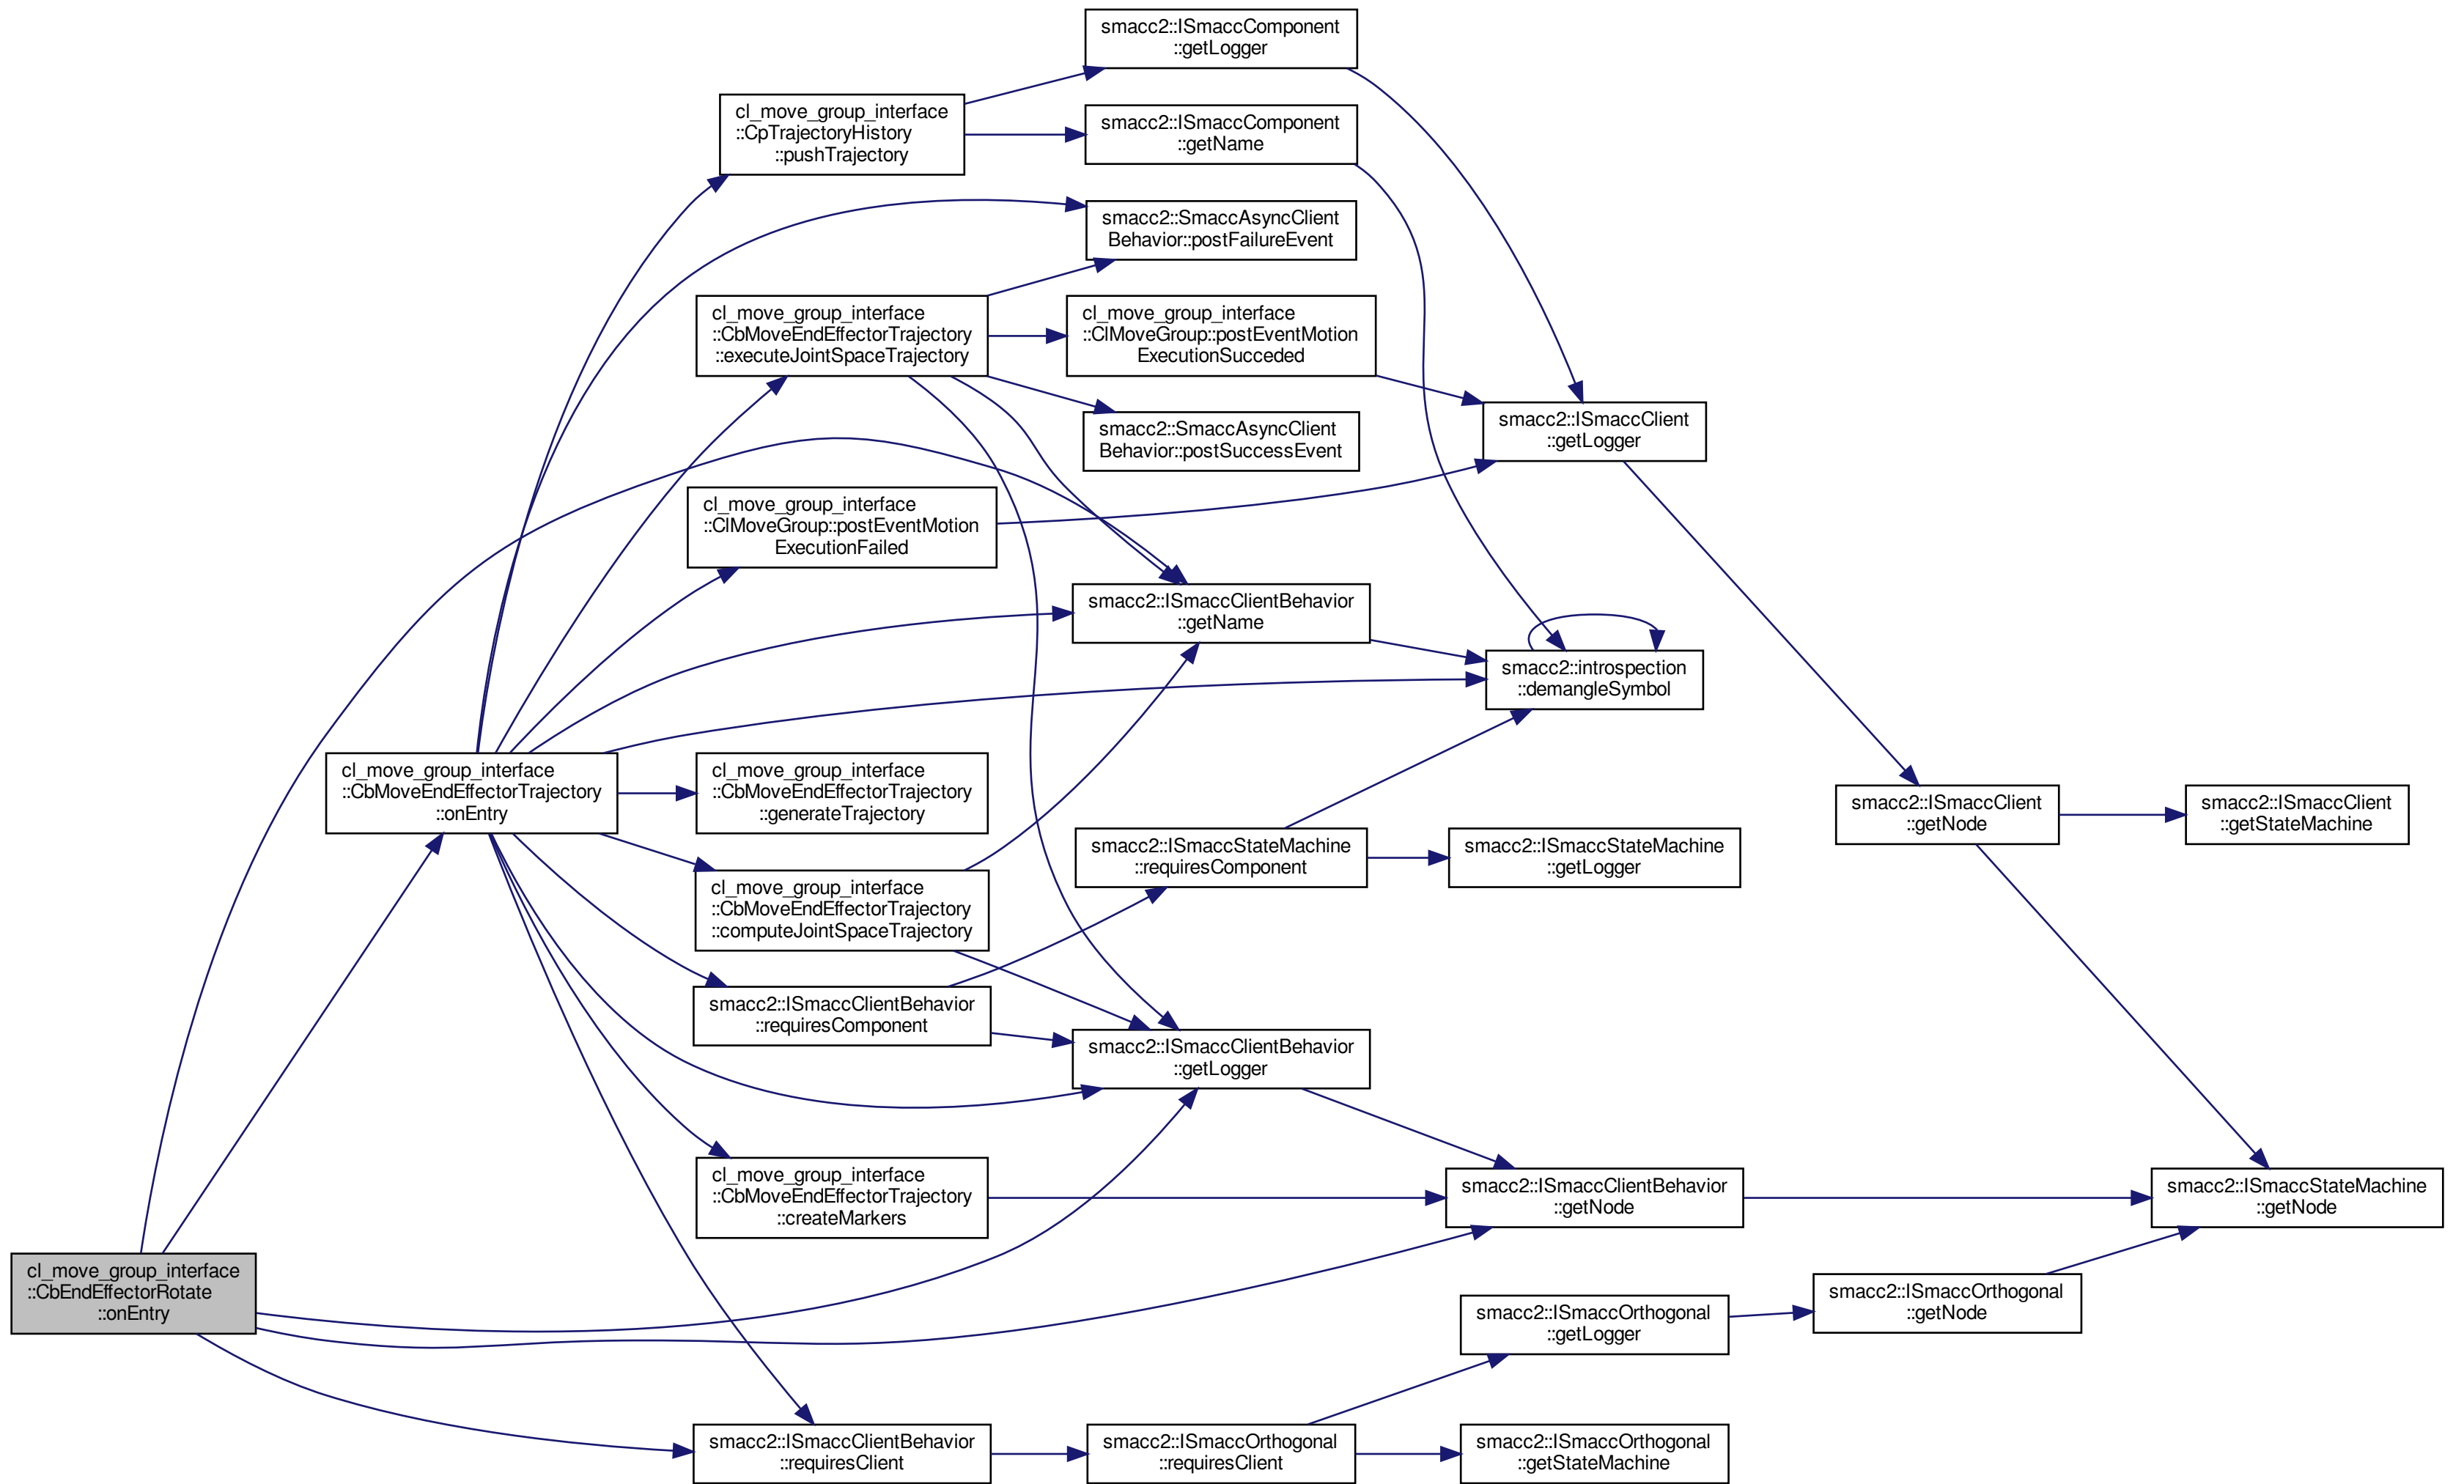 smacc2::ISmaccComponent
::getLogger
cl_move_group_interface
::CpTrajectoryHistory
::pushTrajectory
smacc2::ISmaccComponent
::getName
smacc2::SmaccAsyncClient
Behavior::postFailureEvent
cl_move_group_interface
::CbMoveEndEffectorTrajectory
::executeJointSpaceTrajectory
cl_move_group_interface
::ClMoveGroup::postEventMotion
ExecutionSucceded
smacc2::SmaccAsyncClient
Behavior::postSuccessEvent
smacc2::ISmaccClient
::getLogger
cl_move_group_interface
::ClMoveGroup::postEventMotion
ExecutionFailed
smacc2::ISmaccClientBehavior
::getName
smacc2::introspection
::demangleSymbol
cl_move_group_interface
::CbMoveEndEffectorTrajectory
::onEntry
cl_move_group_interface
::CbMoveEndEffectorTrajectory
::generateTrajectory
smacc2::ISmaccClient
::getNode
smacc2::ISmaccClient
::getStateMachine
smacc2::ISmaccStateMachine
::requiresComponent
smacc2::ISmaccStateMachine
::getLogger
cl_move_group_interface
::CbMoveEndEffectorTrajectory
::computeJointSpaceTrajectory
smacc2::ISmaccClientBehavior
::requiresComponent
smacc2::ISmaccClientBehavior
::getLogger
cl_move_group_interface
::CbMoveEndEffectorTrajectory
::createMarkers
smacc2::ISmaccClientBehavior
::getNode
smacc2::ISmaccStateMachine
::getNode
cl_move_group_interface
::CbEndEffectorRotate
::onEntry
smacc2::ISmaccOrthogonal
::getLogger
smacc2::ISmaccOrthogonal
::getNode
smacc2::ISmaccClientBehavior
::requiresClient
smacc2::ISmaccOrthogonal
::requiresClient
smacc2::ISmaccOrthogonal
::getStateMachine